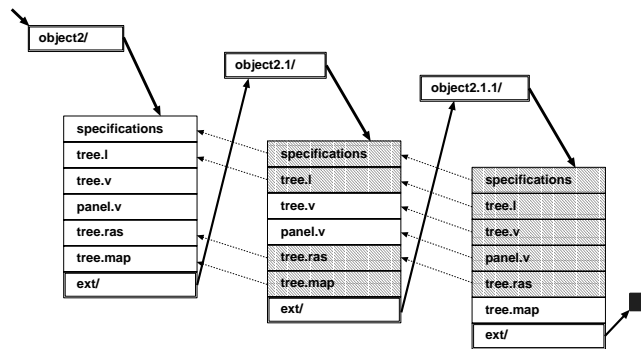 object2/
specifications
tree.l
tree.v
panel.v
tree.ras
tree.map
ext/
object2.1/
specifications
tree.l
tree.v
panel.v
tree.ras
tree.map
ext/
object2.1.1/
specifications
tree.l
tree.v
panel.v
tree.ras
tree.map
ext/